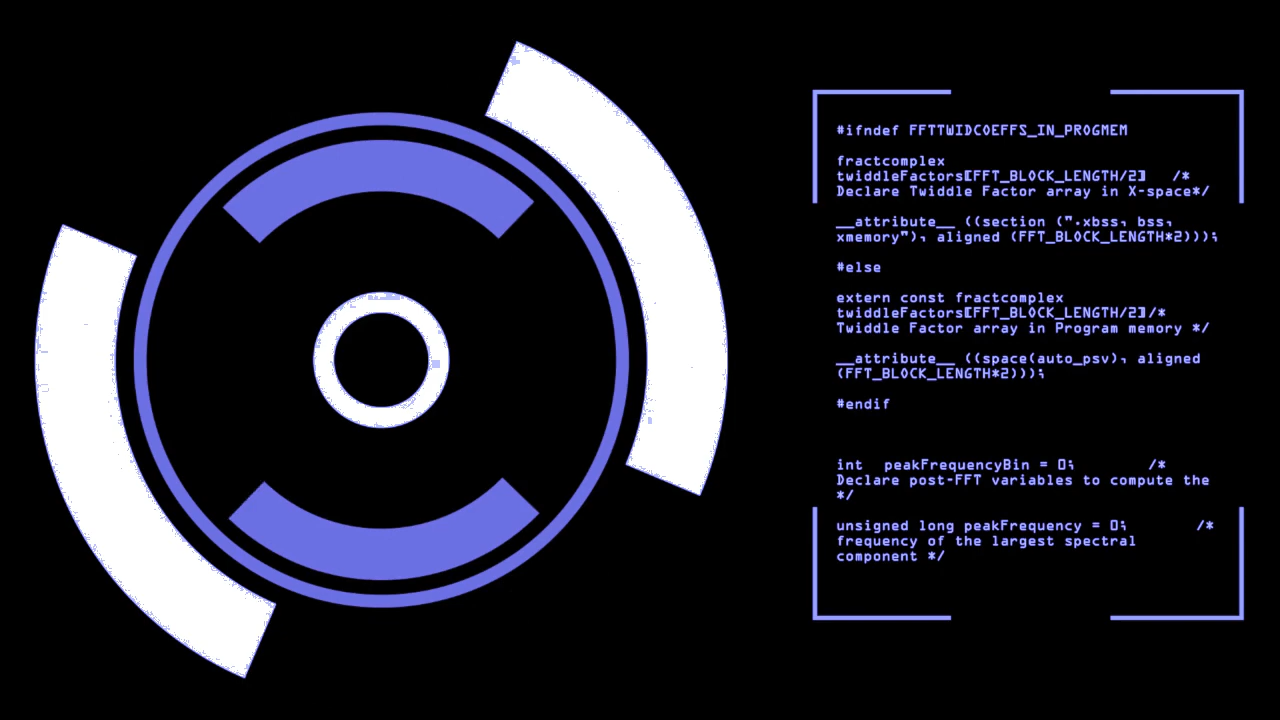 #ifndef FFTTWIDCOEFFS_IN_PROGMEM
fractcomplex
twiddleFactors[FFT_BLOCK_LENGTH/2]   /*
Declare Twiddle Factor array in X-space*/
__attribute__ ((section (".xbss, bss,
xmemory"), aligned (FFT_BLOCK_LENGTH*2)));
#else
extern const fractcomplex
twiddleFactors[FFT_BLOCK_LENGTH/2]/*
Twiddle Factor array in Program memory */
__attribute__ ((space(auto_psv), aligned
(FFT_BLOCK_LENGTH*2)));
#endif
int  peakFrequencyBin = 0;        /*
Declare post-FFT variables to compute the
*/
unsigned long peakFrequency = 0;        /*
frequency of the largest spectral
component */